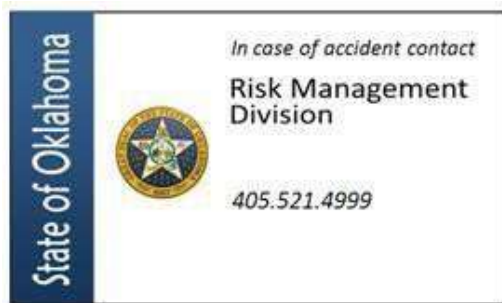 State of Oklahoma
In case of accident contact
Risk Management
Division
405.521.4999